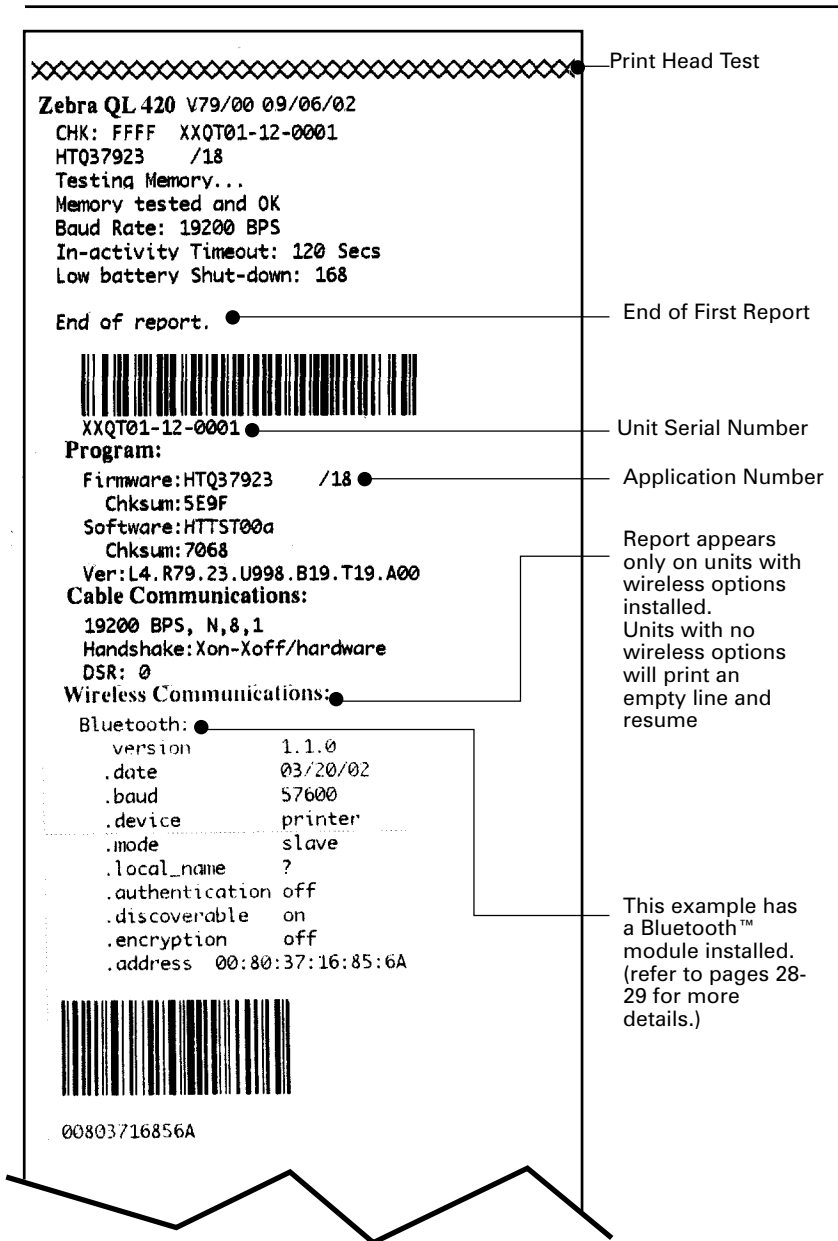 Print Head Test
Zebra QL 420 V79/00 09/06/02
CHK: FFFF XXQT01-12-0001
HTQ37923 /18
Testing Memory...
Memory tested and OK
Baud Rate: 19200 BPS
In-activity Timeout: 120 Secs
Low battery Shut-down: 168
End of report.
End of First Report
XXQT01-12-0001
Unit Serial Number
Program:
Firmware:HTQ37923 /18
Application Number
Chksum:5E9F
Software:HTTST00a
Chksum:7068
Ver:L4.R79.23.U998.B19.T19.A00
Cable Communications:
19200 BPS, N,8,1
Handshake:Xon-Xoff/hardware
DSR: 0
Wireless Communications:
Report appears
only on units with
wireless options
installed.
Units with no
wireless options
will print an
empty line and
resume
Bluetooth:
version 1.1.0
.date 03/20/02
.baud 57600
.device printer
.mode slave
.local_name ?
.authentication off
.discoverable on
.encryption off
.address 00:80:37:16:85:6A
This example has
a Bluetooth™
module installed.
(refer to pages 28-
29 for more
details.)
00803716856A